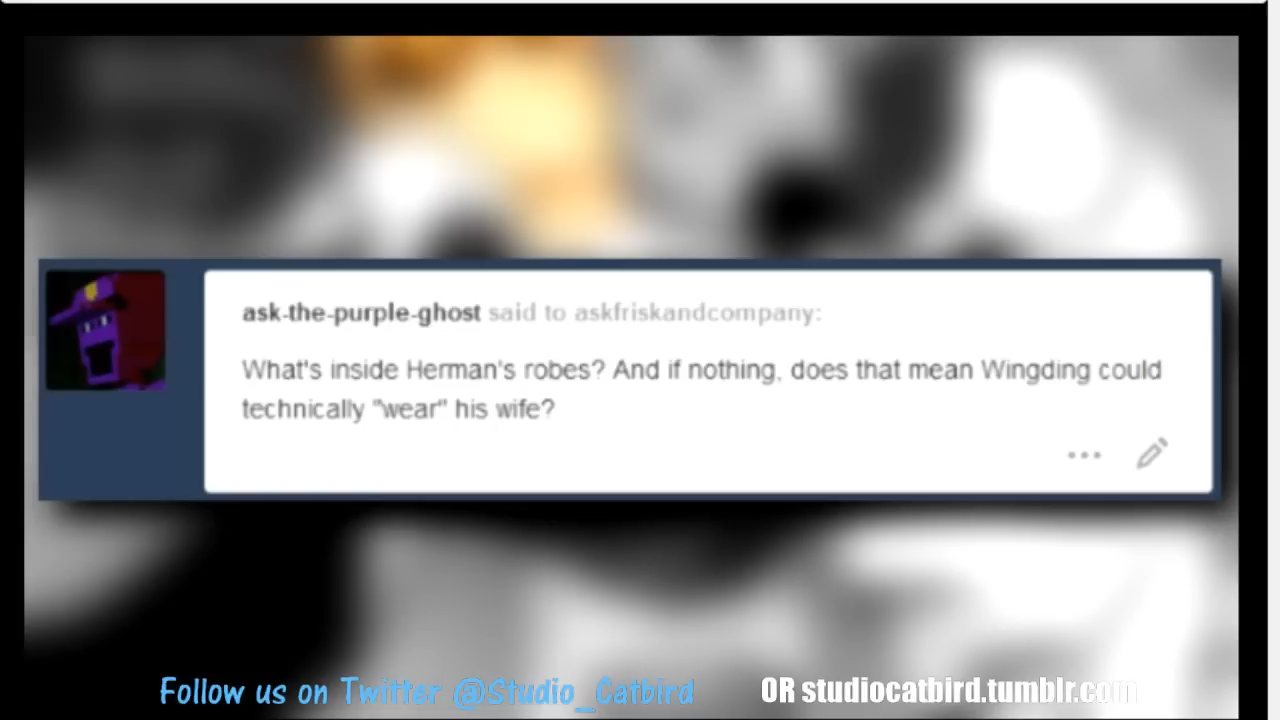 ask-the-purple-ghost said to askfriskandcompany:
What's inside Herman's robes? And if nothing, does that mean Wingding could
technically "wear" his wife?
Follow us on Twitter @Studio_Catbird OR studiocatbird.tumblr.com